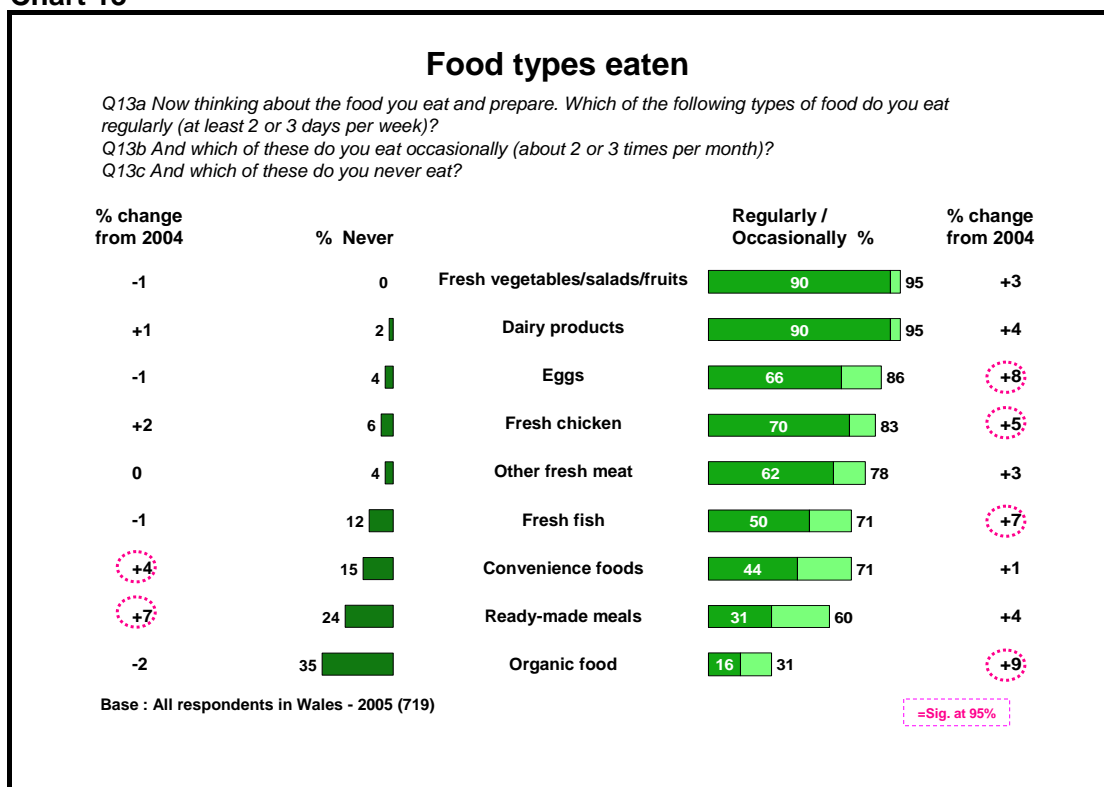 Food types eaten
Q13a Now thinking about the food you eat and prepare. Which of the following types of food do you eat
regularly (at least 2 or 3 days per week)?
Q13b And which of these do you eat occasionally (about 2 or 3 times per month)?
Q13c And which of these do you never eat?
% change
from 2004
% Never
Regularly /
Occasionally %
% change
from 2004
-1 0 Fresh vegetables/salads/fruits 90 95 +3
+1 2 Dairy products 90 95 +4
-1 4 Eggs 66 86 +8
+2 6 Fresh chicken 70 83 +5
0 4 Other fresh meat 62 78 +3
-1 12 Fresh fish 50 71 +7
+4 15 Convenience foods 44 71 +1
+7 24 Ready-made meals 31 60 +4
-2 35 Organic food 16 31 +9
Base : All respondents in Wales - 2005 (719)
=Sig. at 95%